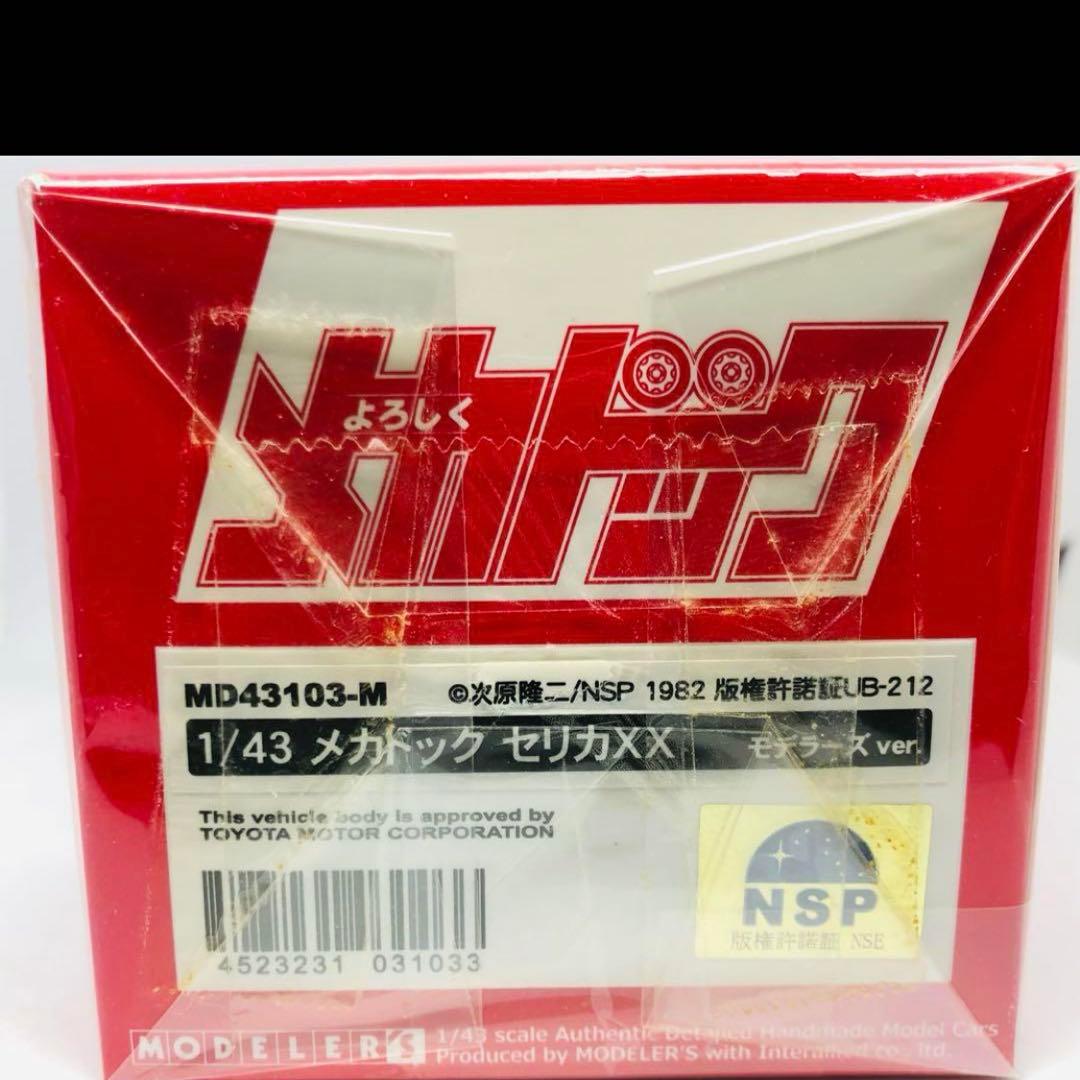 よろしく
メカドック
MD43103-M ©次原隆二/NSP 1982 版権許諾証UB-212
1/43 メカドック セリカXX モデラーズ ver.
This vehicle body is approved by
TOYOTA MOTOR CORPORATION
NSP
版権許諾証 NSE
4523231 031033
MODELER'S
1/43 scale Authentic Detailed Handmade Model Cars
Produced by MODELER'S with Interallied co., ltd.